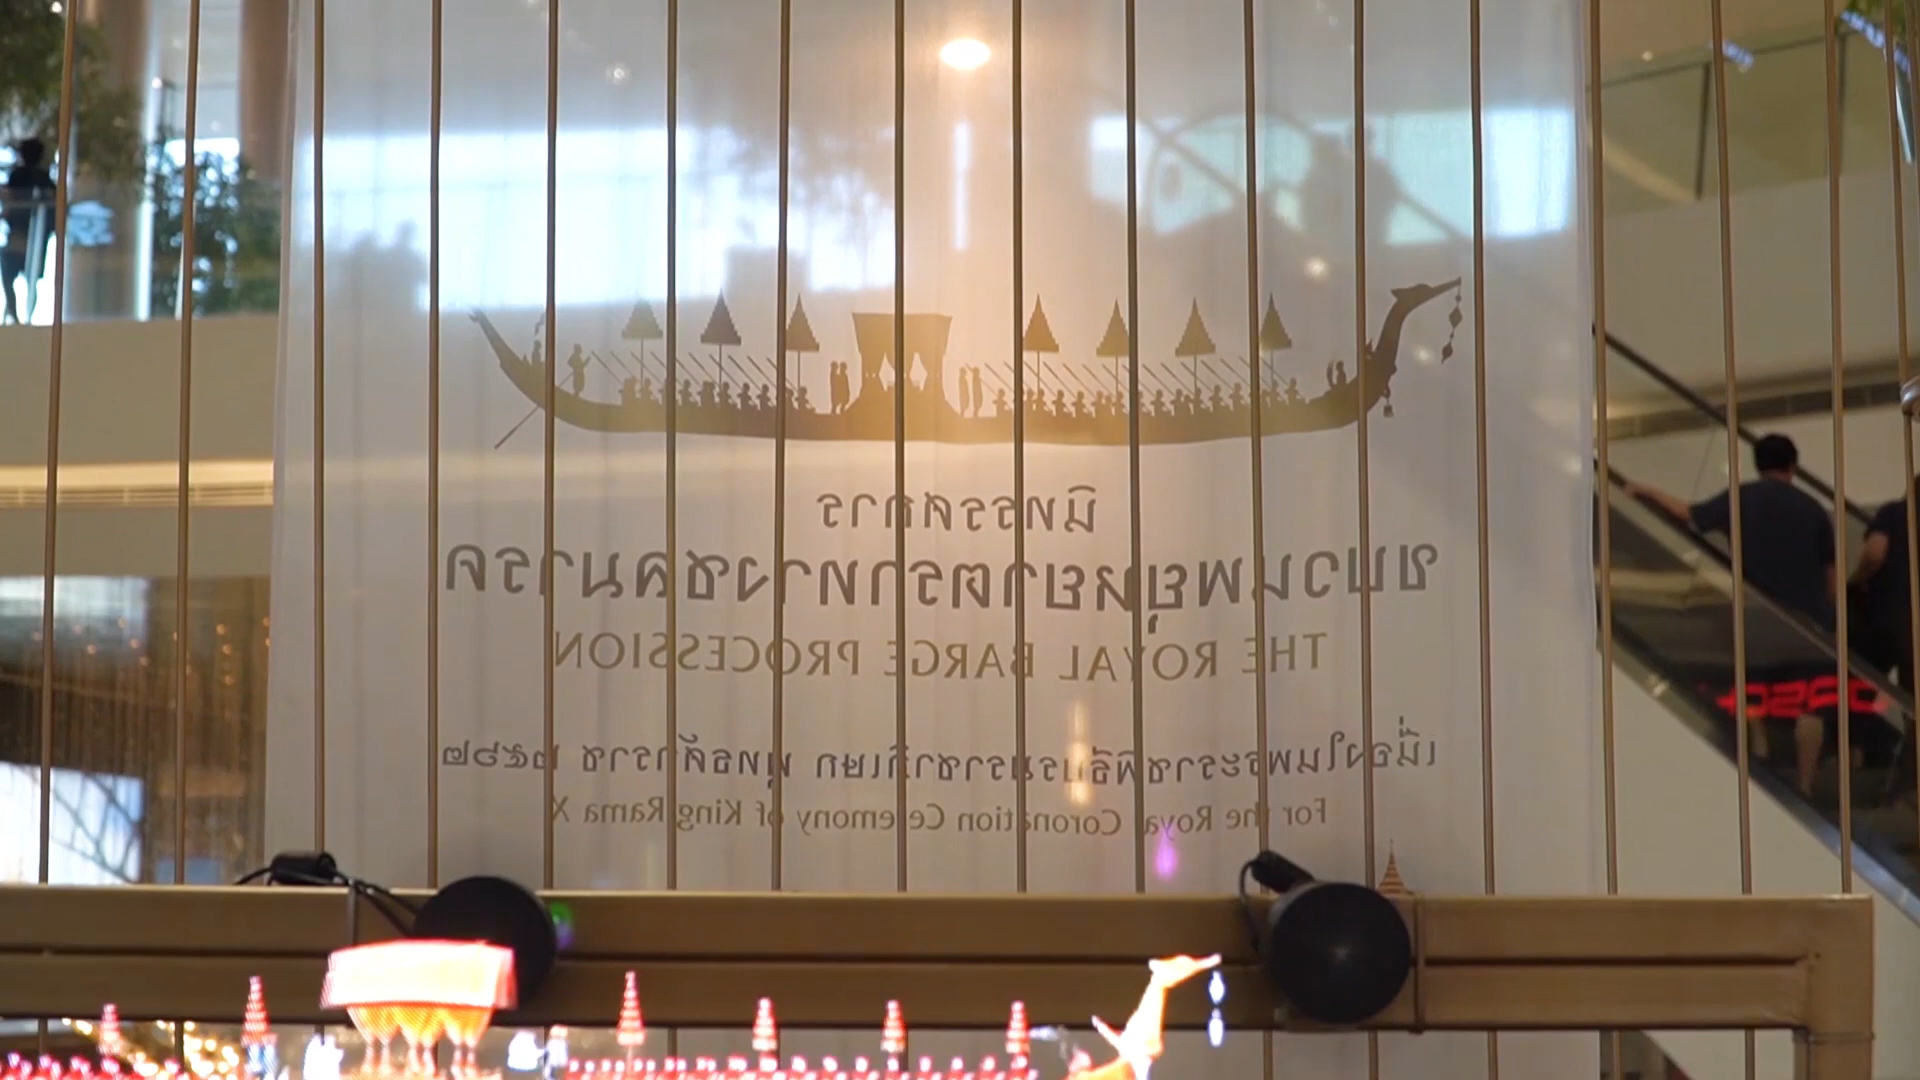 นิทรรศการ
ขบวนพยุหยาตราทางชลมารค
THE ROYAL BARGE PROCESSION
เนื่องในพระราชพิธีบรมราชาภิเษก พุทธศักราช ๒๕๖๒
For the Royal Coronation Ceremony of King Rama X